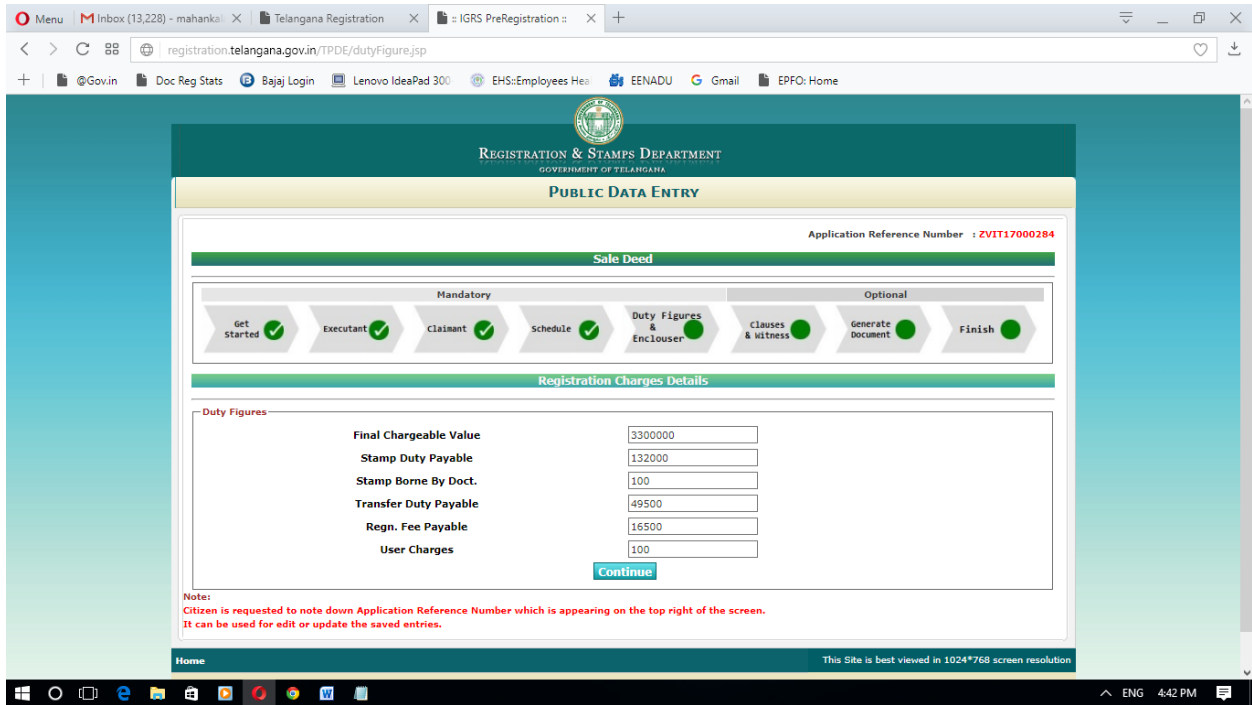 Menu
Inbox (13,228) - mahankal
Telangana Registration
:: IGRS PreRegistration ::
registration.telangana.gov.in/TPDE/dutyFigure.jsp
@Gov.in
Doc Reg Stats
Bajaj Login
Lenovo IdeaPad 300
EHS::Employees Hea
EENADU
Gmail
EPFO: Home
REGISTRATION & STAMPS DEPARTMENT
GOVERNMENT OF TELANGANA
PUBLIC DATA ENTRY
Application Reference Number : ZVIT17000284
Sale Deed
Mandatory
Optional
Get Started
Executant
Claimant
Schedule
Duty Figures & Enclouser
Clauses & Witness
Generate Document
Finish
Registration Charges Details
Duty Figures
Final Chargeable Value 3300000
Stamp Duty Payable 132000
Stamp Borne By Doct. 100
Transfer Duty Payable 49500
Regn. Fee Payable 16500
User Charges 100
Continue
Note:
Citizen is requested to note down Application Reference Number which is appearing on the top right of the screen.
It can be used for edit or update the saved entries.
Home
This Site is best viewed in 1024*768 screen resolution
ENG 4:42 PM